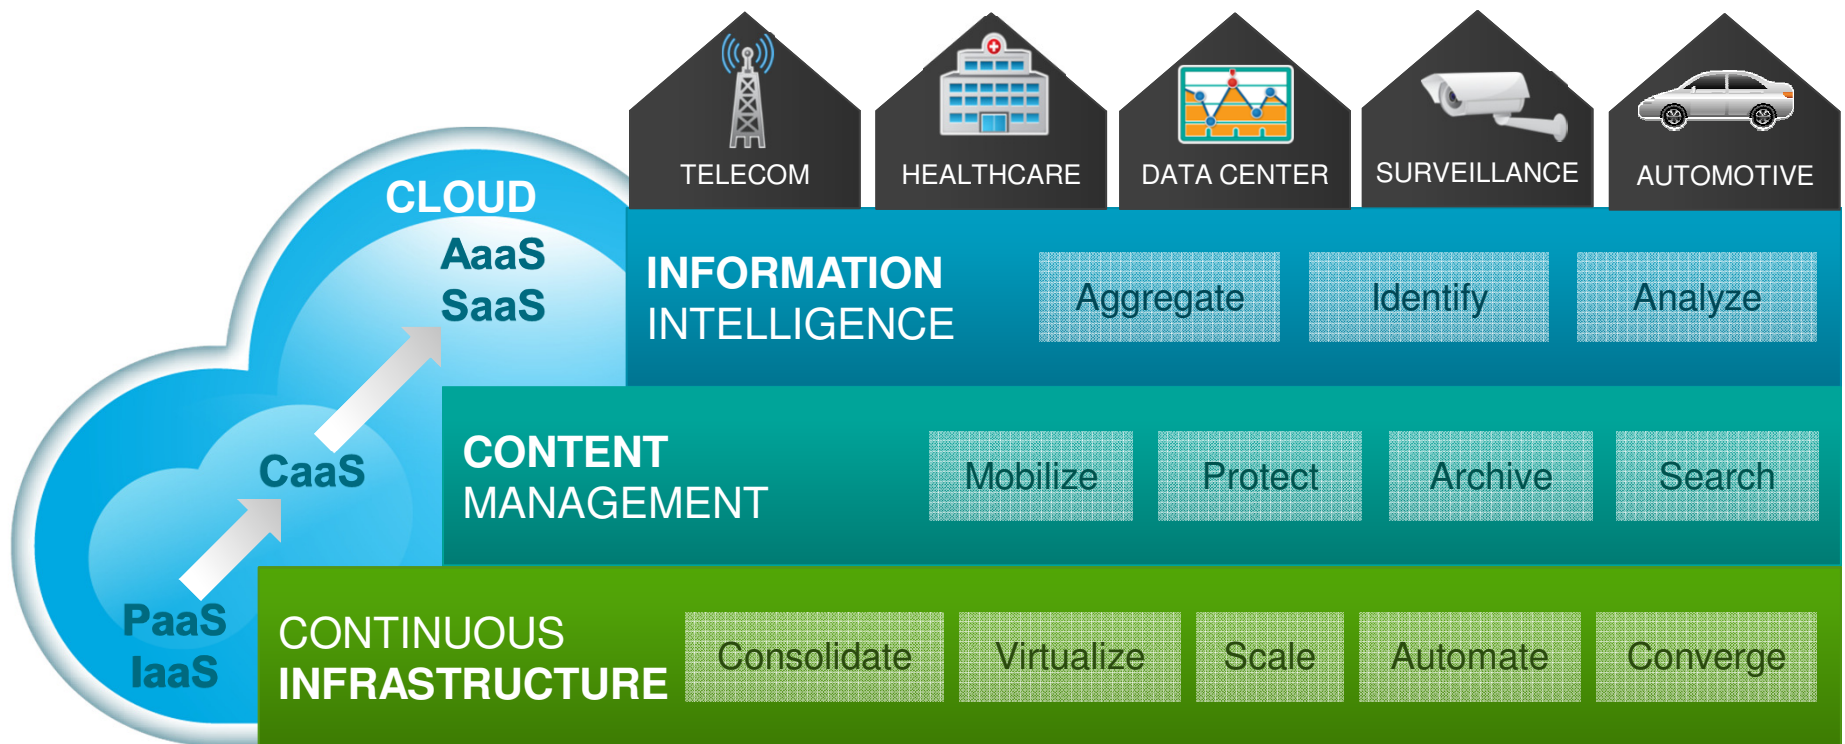 TELECOM
HEALTHCARE
DATA CENTER
SURVEILLANCE
AUTOMOTIVE
CLOUD
AaaS
SaaS
INFORMATION
INTELLIGENCE
Aggregate
Identify
Analyze
CaaS
CONTENT
MANAGEMENT
Mobilize
Protect
Archive
Search
PaaS
IaaS
CONTINUOUS
INFRASTRUCTURE
Consolidate
Virtualize
Scale
Automate
Converge